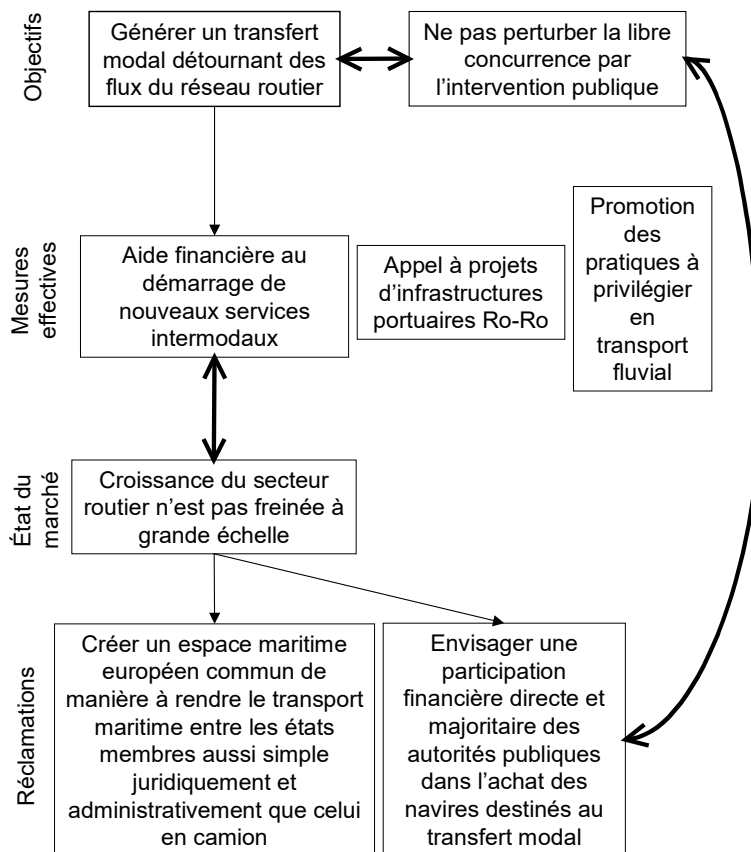 Objectifs
Générer un transfert
modal détournant des
flux du réseau routier
Ne pas perturber la libre
concurrence par
l'intervention publique
Mesures
effectives
Aide financière au
démarrage de
nouveaux services
intermodaux
Appel à projets
d'infrastructures
portuaires Ro-Ro
Promotion
des
pratiques à
privilégier
en
transport
fluvial
État du
marché
Croissance du secteur
routier n'est pas freinée à
grande échelle
Réclamations
Créer un espace maritime
européen commun de
manière à rendre le transport
maritime entre les états
membres aussi simple
juridiquement et
administrativement que celui
en camion
Envisager une
participation
financière directe et
majoritaire des
autorités publiques
dans l'achat des
navires destinés au
transfert modal